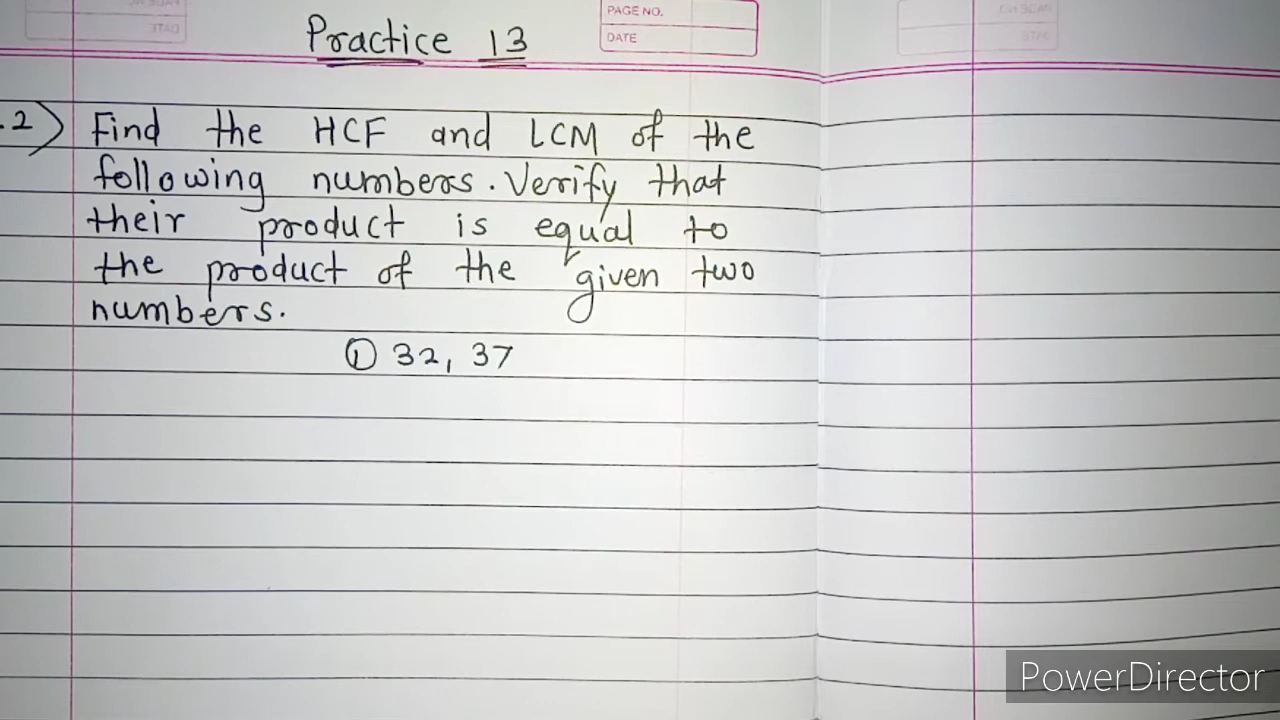 Practice 13
PAGE NO.
DATE
.2) Find the HCF and LCM of the
following numbers. Verify that
their product is equal to
the product of the given two
numbers.
① 32, 37
PowerDirector